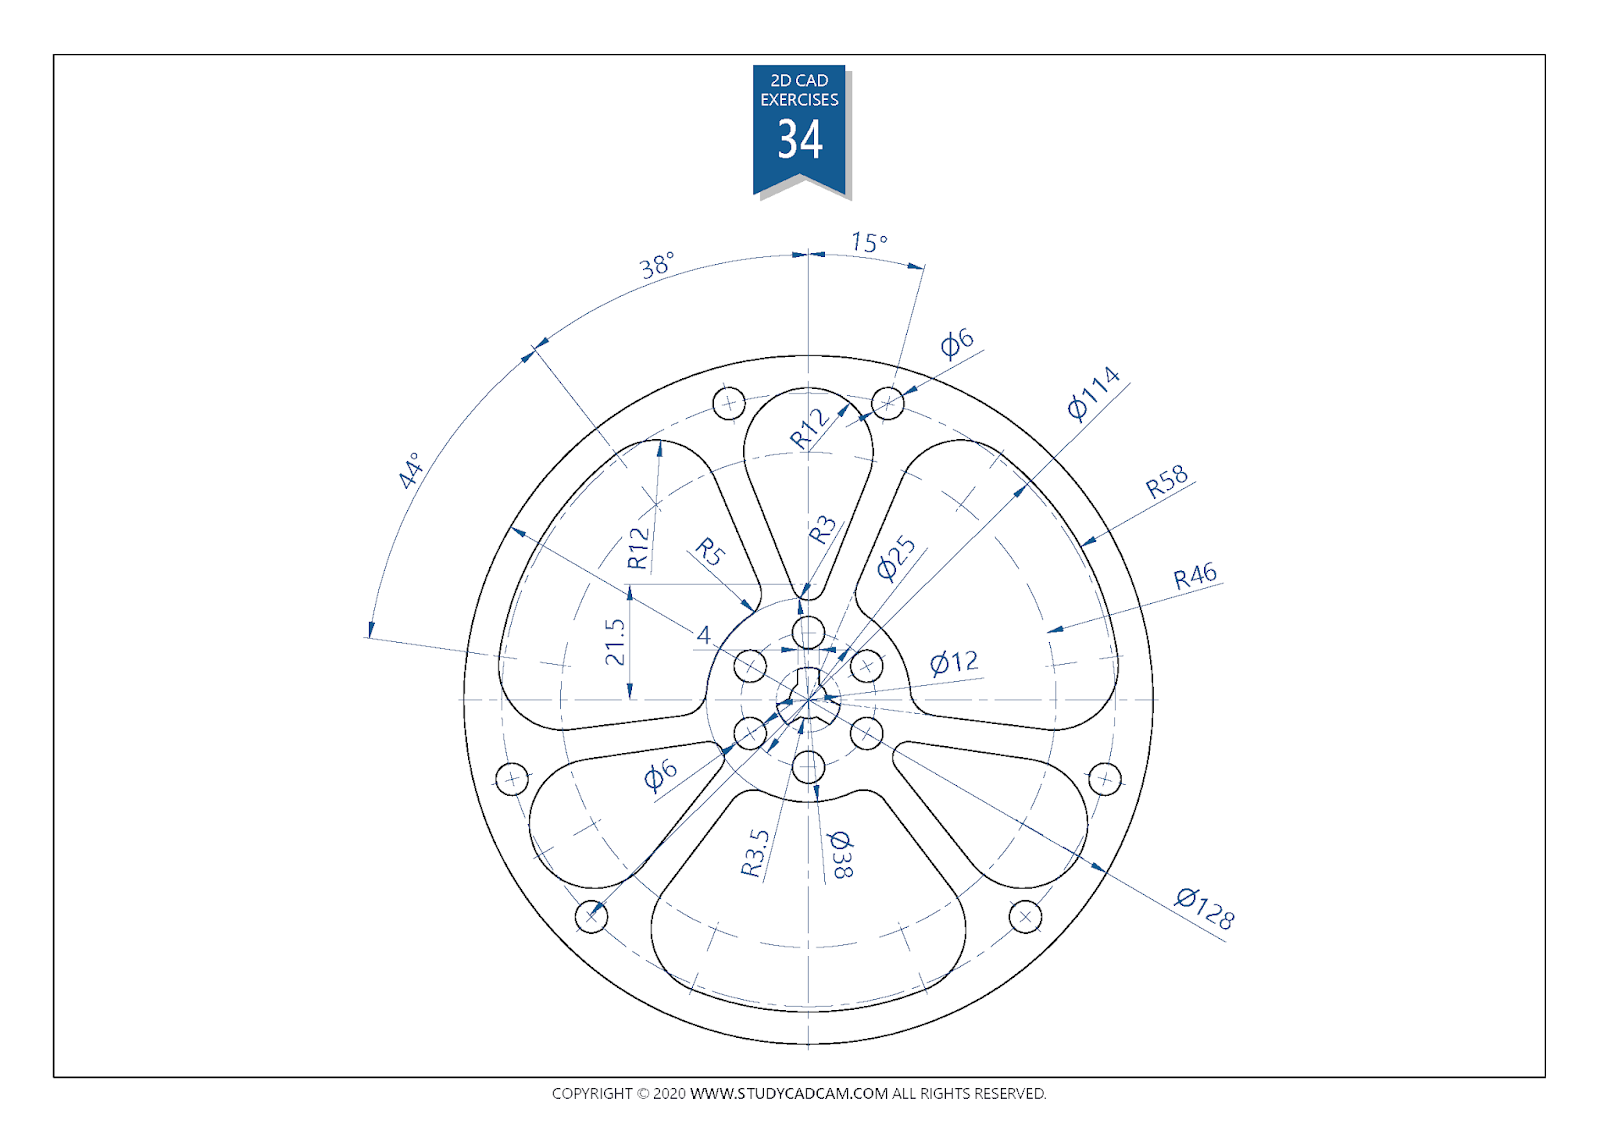 2D CAD
EXERCISES
34
15°
38°
Ø6
Ø114
R12
44°
R58
R3
R12
R5
Ø25
R46
21.5
4
Ø12
Ø6
R3.5
Ø38
Ø128
COPYRIGHT © 2020 WWW.STUDYCADCAM.COM ALL RIGHTS RESERVED.